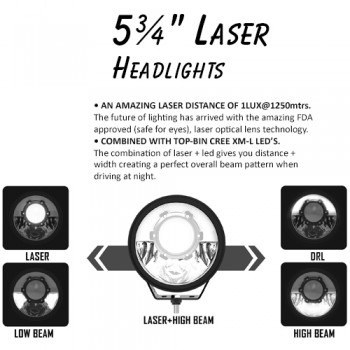 5¾" LASER
HEADLIGHTS
• AN AMAZING LASER DISTANCE OF 1LUX@1250mtrs.
The future of lighting has arrived with the amazing FDA
approved (safe for eyes), laser optical lens technology.
• COMBINED WITH TOP-BIN CREE XM-L LED'S.
The combination of laser + led gives you distance +
width creating a perfect overall beam pattern when
driving at night.
LASER
DRL
LOW BEAM
LASER+HIGH BEAM
HIGH BEAM